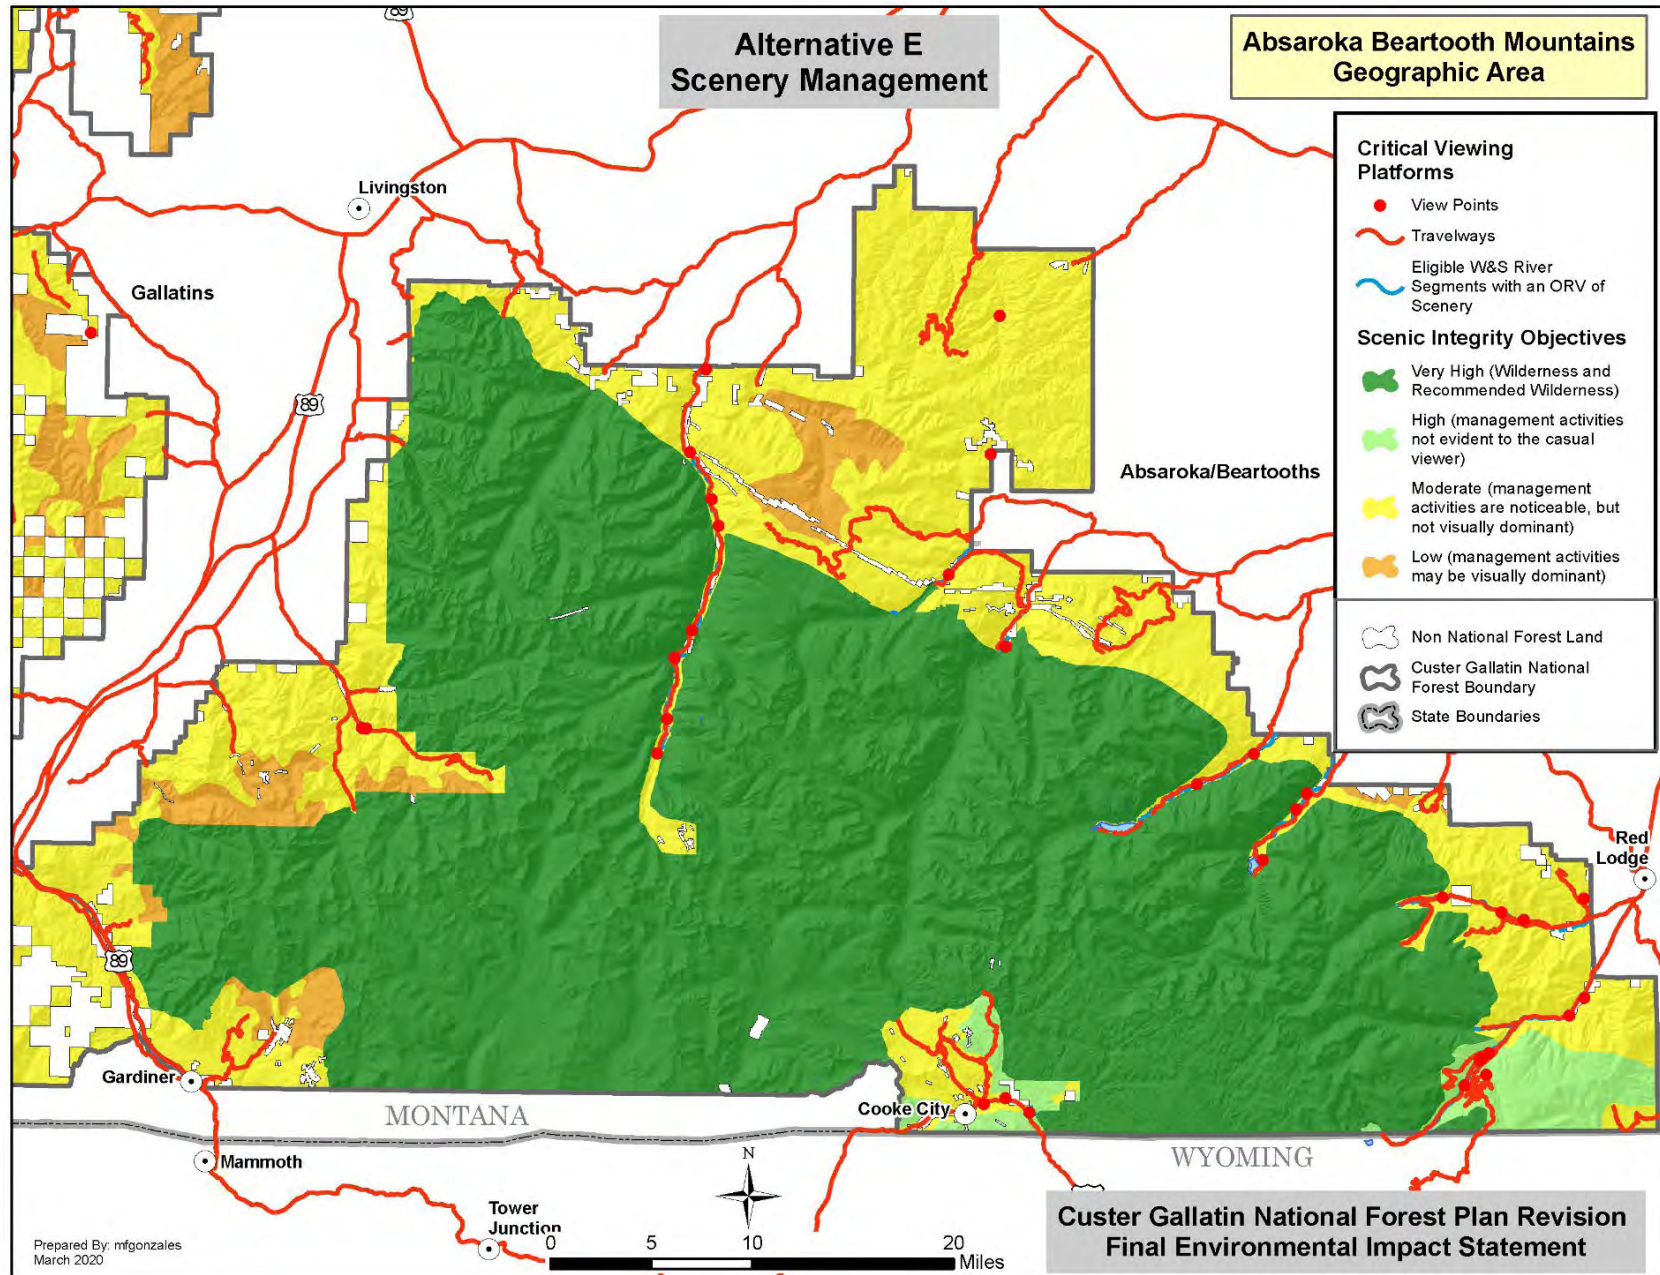 89
Alternative E
Scenery Management
Absaroka Beartooth Mountains
Geographic Area
Critical Viewing
Platforms
View Points
Travelways
Eligible W&S River
Segments with an ORV of
Scenery
Scenic Integrity Objectives
Very High (Wilderness and
Recommended Wilderness)
High (management activities
not evident to the casual
viewer)
Moderate (management
activities are noticeable, but
not visually dominant)
Low (management activities
may be visually dominant)
Non National Forest Land
Custer Gallatin National
Forest Boundary
State Boundaries
Livingston
Gallatins
89
Absaroka/Beartooths
Red
Lodge
89
Gardiner
Cooke City
MONTANA
WYOMING
Mammoth
N
Tower
Junction
0 5 10 20
Miles
Custer Gallatin National Forest Plan Revision
Final Environmental Impact Statement
Prepared By: mfgonzales
March 2020